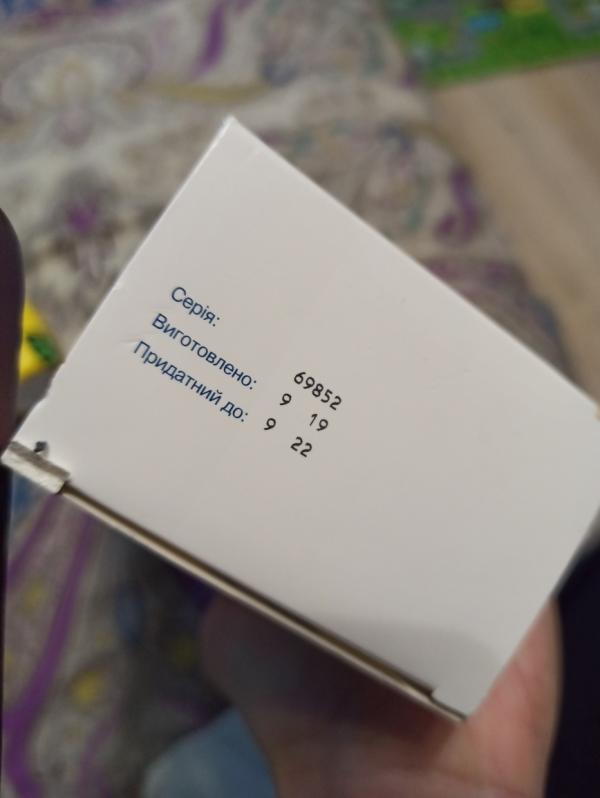 Серія: 69852
Виготовлено: 9 19
Придатний до: 9 22